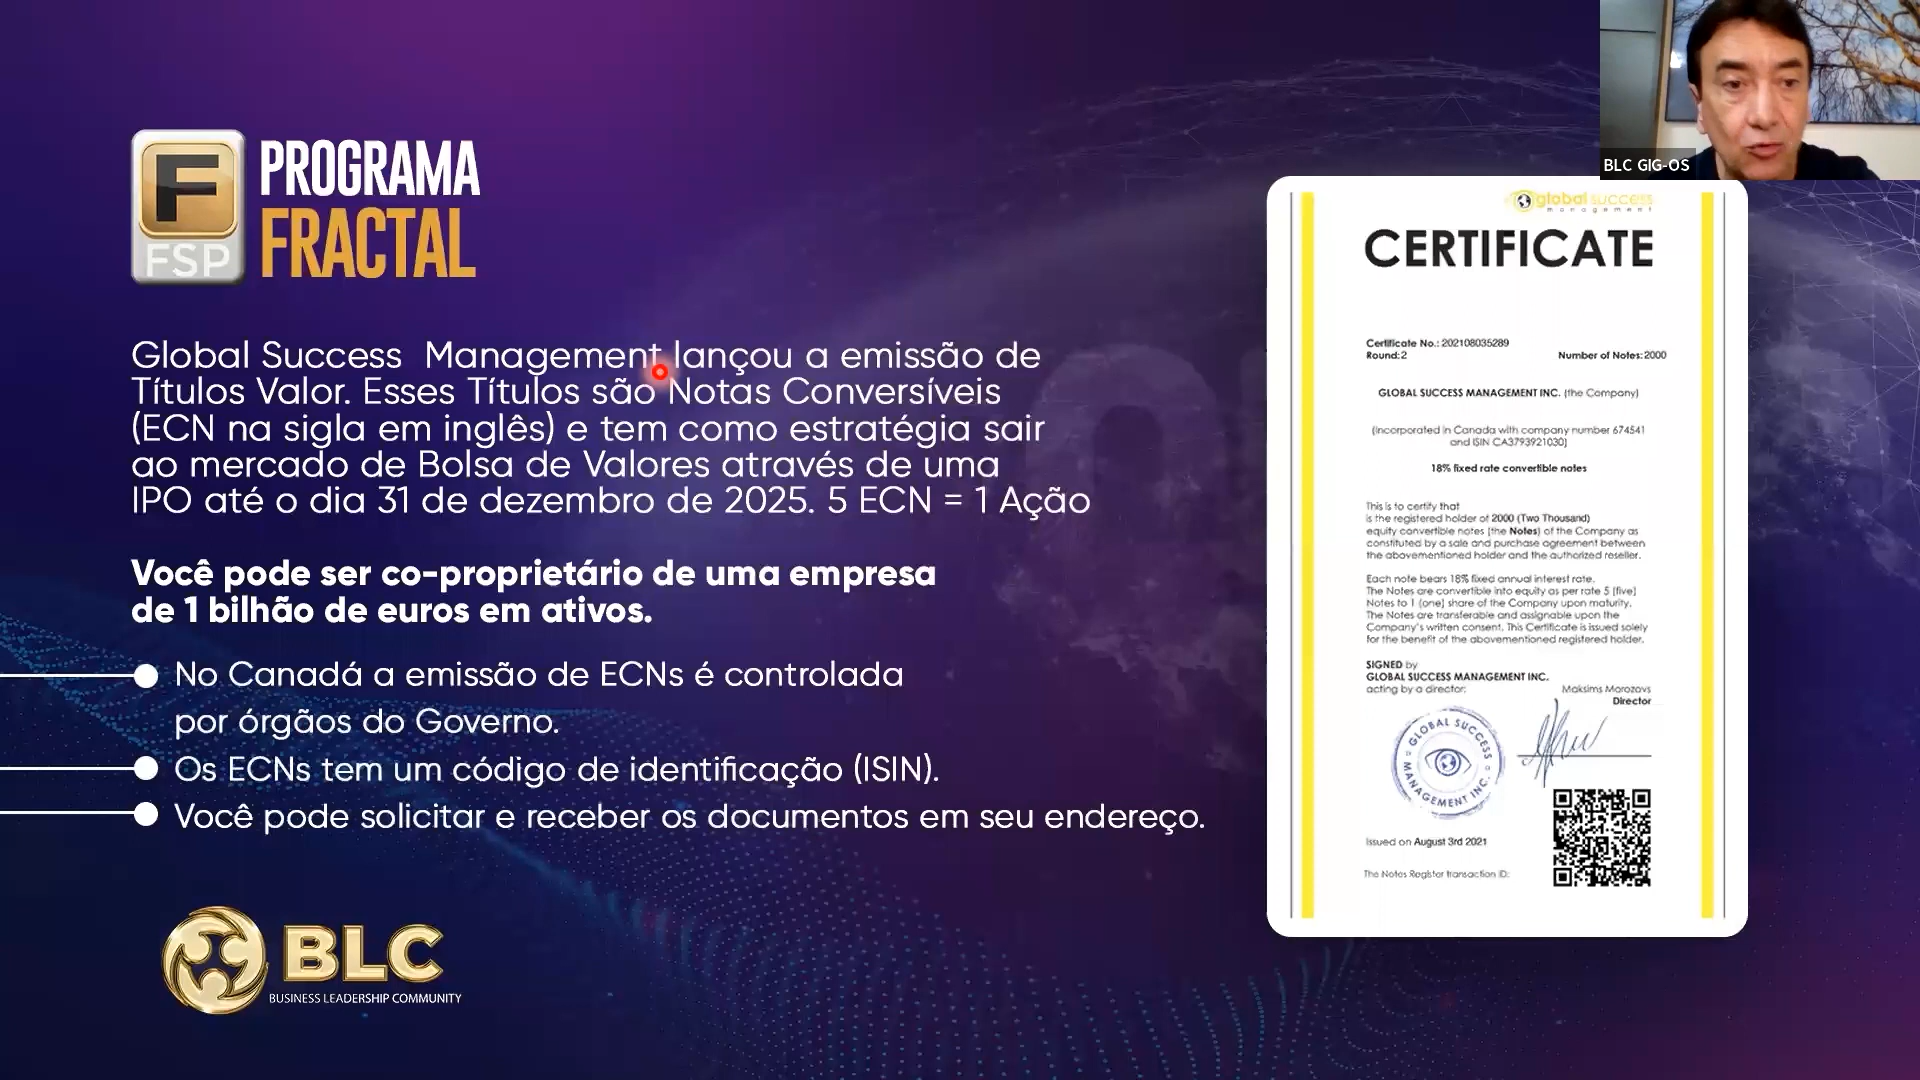 BLC GIG-OS
F
FSP
PROGRAMA
FRACTAL
Global Success Management lançou a emissão de
Títulos Valor. Esses Títulos são Notas Conversíveis
(ECN na sigla em inglês) e tem como estratégia sair
ao mercado de Bolsa de Valores através de uma
IPO até o dia 31 de dezembro de 2025. 5 ECN = 1 Ação
Você pode ser co-proprietário de uma empresa
de 1 bilhão de euros em ativos.
No Canadá a emissão de ECNs é controlada
por órgãos do Governo.
Os ECNs tem um código de identificação (ISIN).
Você pode solicitar e receber os documentos em seu endereço.
BLC
BUSINESS LEADERSHIP COMMUNITY
global success
management
CERTIFICATE
Certificate No.: 202108035289
Round: 2 Number of Notes: 2000
GLOBAL SUCCESS MANAGEMENT INC. (the Company)
(incorporated in Canada with company number 674541
and ISIN CA3793921030)
18% fixed rate convertible notes
This is to certify that
is the registered holder of 2000 (Two Thousand)
equity convertible notes (the Notes) of the Company as
constituted by a sale and purchase agreement between
the abovementioned holder and the authorized reseller.
Each note bears 18% fixed annual interest rate.
The Notes are convertible into equity as per rate 5 (five)
Notes to 1 (one) share of the Company upon maturity.
The Notes are transferable and assignable upon the
Company's written consent. This Certificate is issued solely
for the benefit of the abovementioned registered holder.
SIGNED by
GLOBAL SUCCESS MANAGEMENT INC.
acting by a director: Maksims Morozovs
Director
GLOBAL SUCCESS MANAGEMENT INC.
Issued on August 3rd 2021
The Notes Register transaction ID: